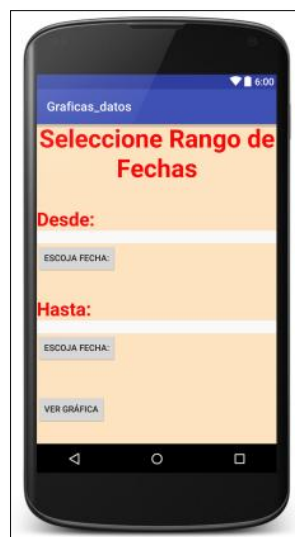 6:00
Graficas_datos
Seleccione Rango de
Fechas
Desde:
ESCOJA FECHA:
Hasta:
ESCOJA FECHA:
VER GRÁFICA